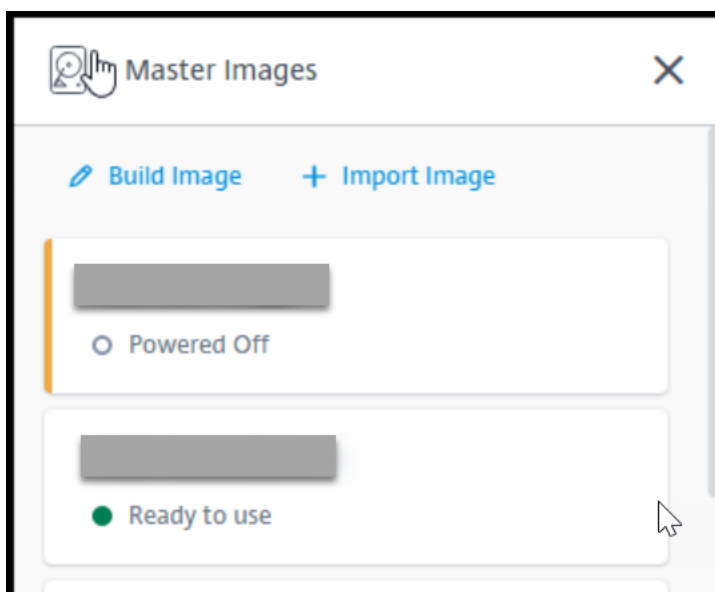 Master Images
Build Image
Import Image
Powered Off
Ready to use